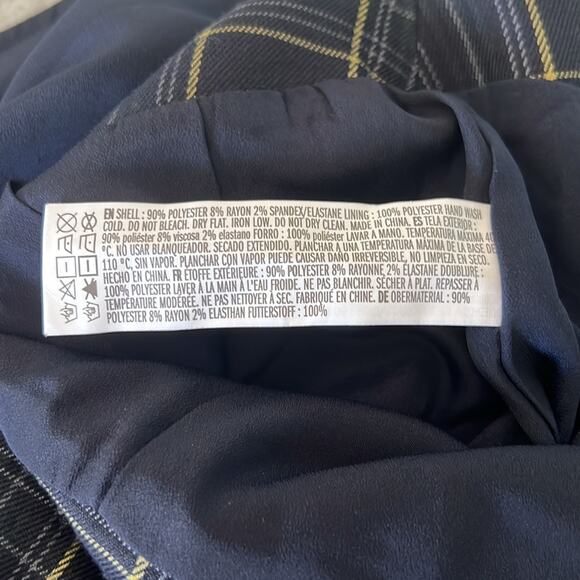 EN SHELL : 90% POLYESTER 8% RAYON 2% SPANDEX/ELASTANE LINING : 100% POLYESTER HAND WASH
COLD. DO NOT BLEACH. DRY FLAT. IRON LOW. DO NOT DRY CLEAN. MADE IN CHINA. ES TELA EXTERIOR :
90% poliéster 8% viscosa 2% elastano FORRO : 100% poliéster LAVAR A MANO. TEMPERATURA MÁXIMA 40
°C. NO USAR BLANQUEADOR. SECADO EXTENDIDO. PLANCHAR A UNA TEMPERATURA MÁXIMA DE LA BASE DE
110 °C, SIN VAPOR. PLANCHAR CON VAPOR PUEDE CAUSAR DAÑO IRREVERSIBLE, NO LIMPIEZA EN SECO.
HECHO EN CHINA. FR ÉTOFFE EXTÉRIEURE : 90% POLYESTER 8% RAYONNE 2% ÉLASTANE DOUBLURE :
100% POLYESTER LAVER À LA MAIN À L'EAU FROIDE. NE PAS BLANCHIR. SÉCHER À PLAT. REPASSER À
TEMPÉRATURE MODÉRÉE. NE PAS NETTOYER À SEC. FABRIQUÉ EN CHINE. DE OBERMATERIAL : 90%
POLYESTER 8% RAYON 2% ELASTHAN FUTTERSTOFF : 100%